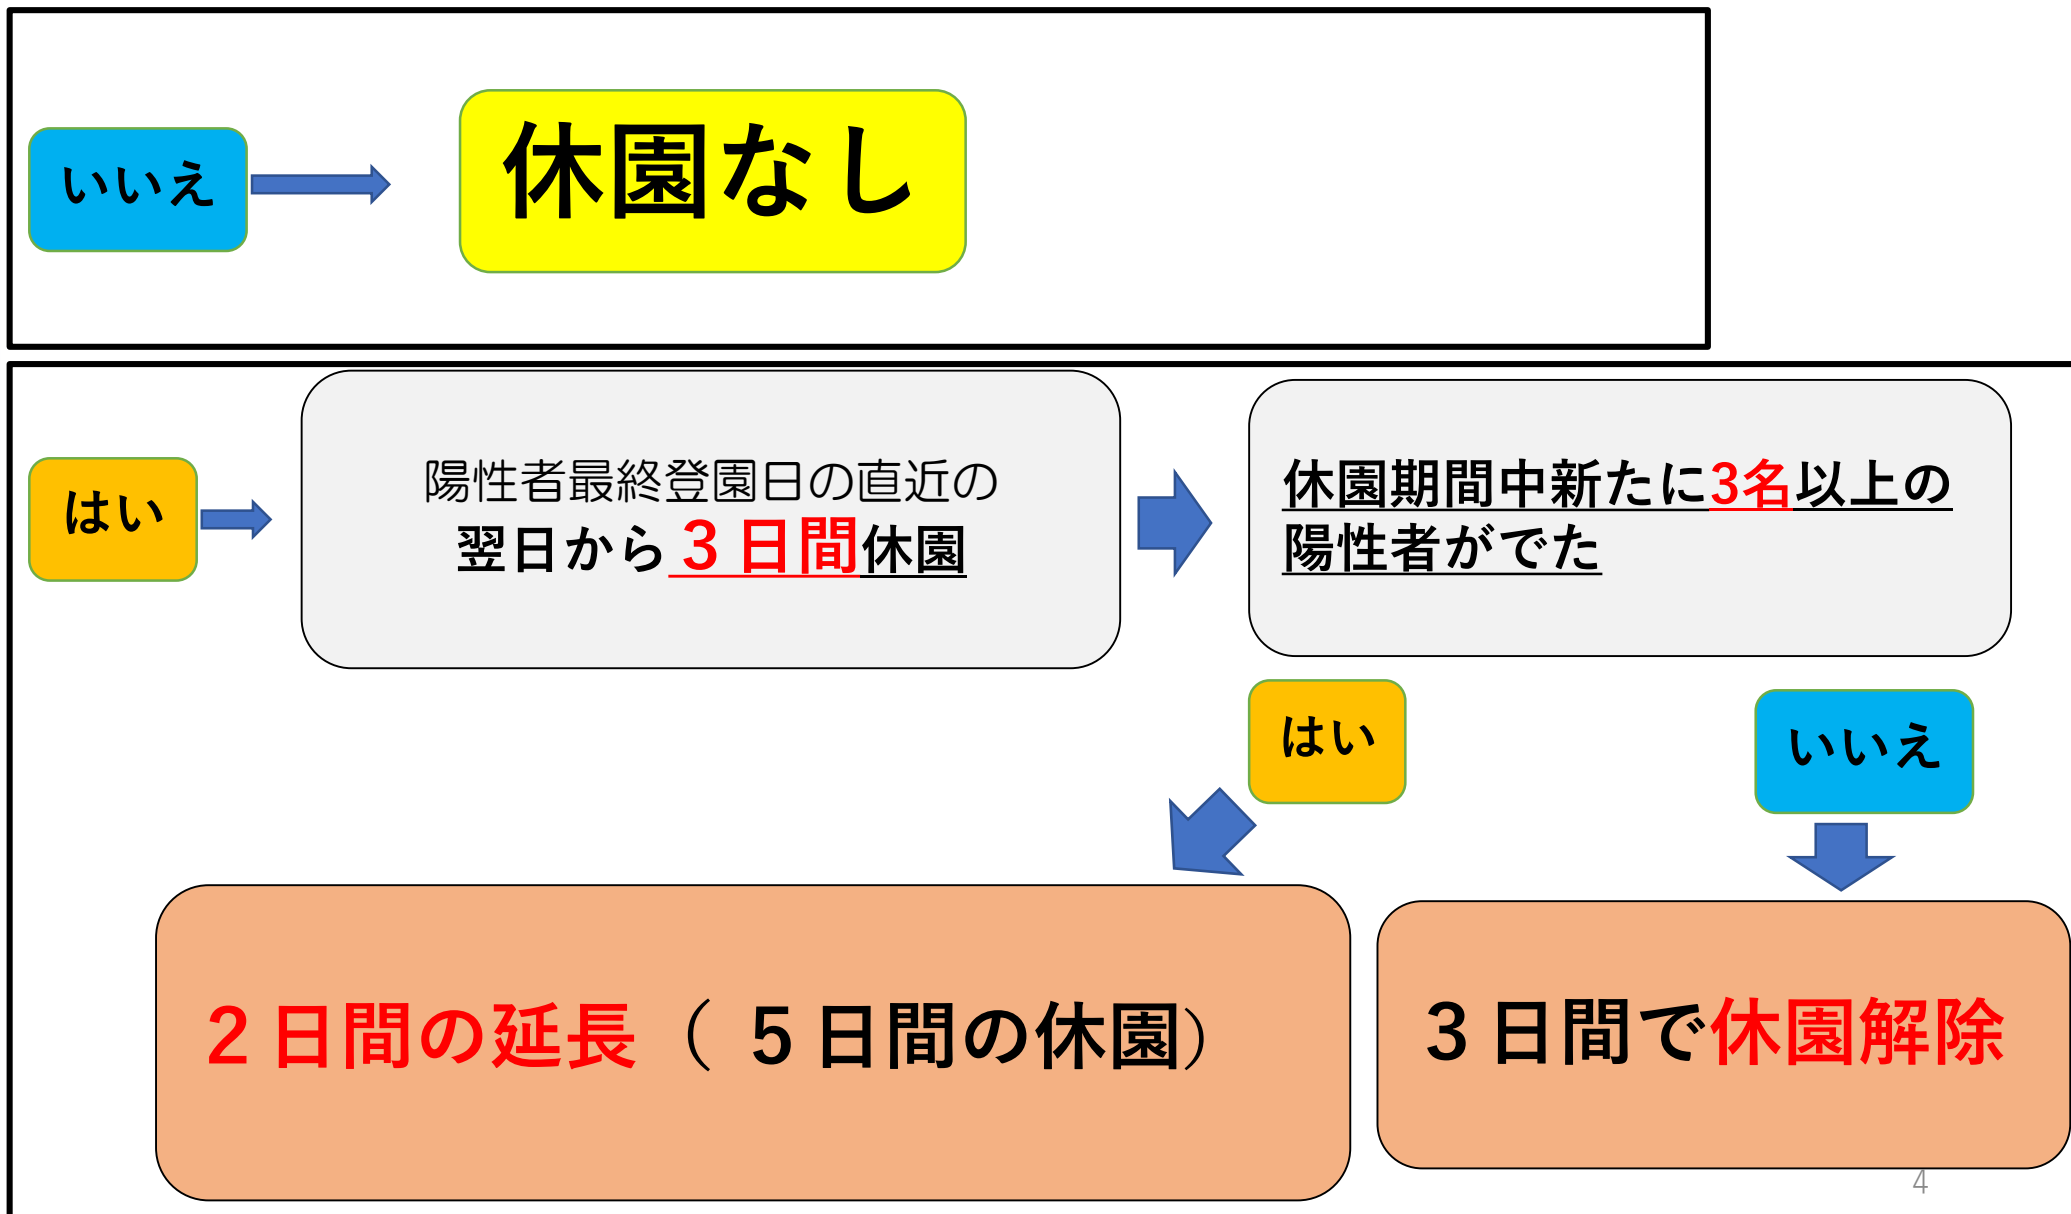 いいえ
休園なし
はい
陽性者最終登園日の直近の
翌日から３日間休園
休園期間中新たに3名以上の
陽性者がでた
はい
いいえ
２日間の延長（ ５日間の休園）
３日間で休園解除
4